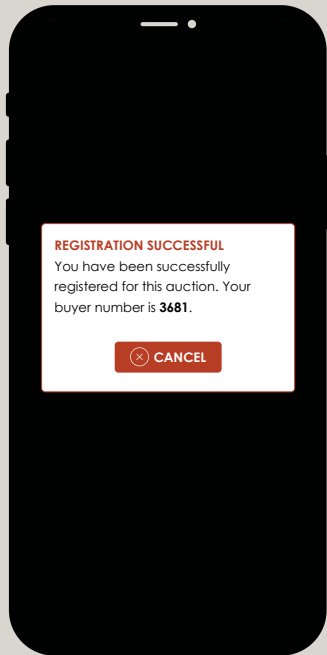 REGISTRATION SUCCESSFUL
You have been successfully
registered for this auction. Your
buyer number is 3681.
CANCEL